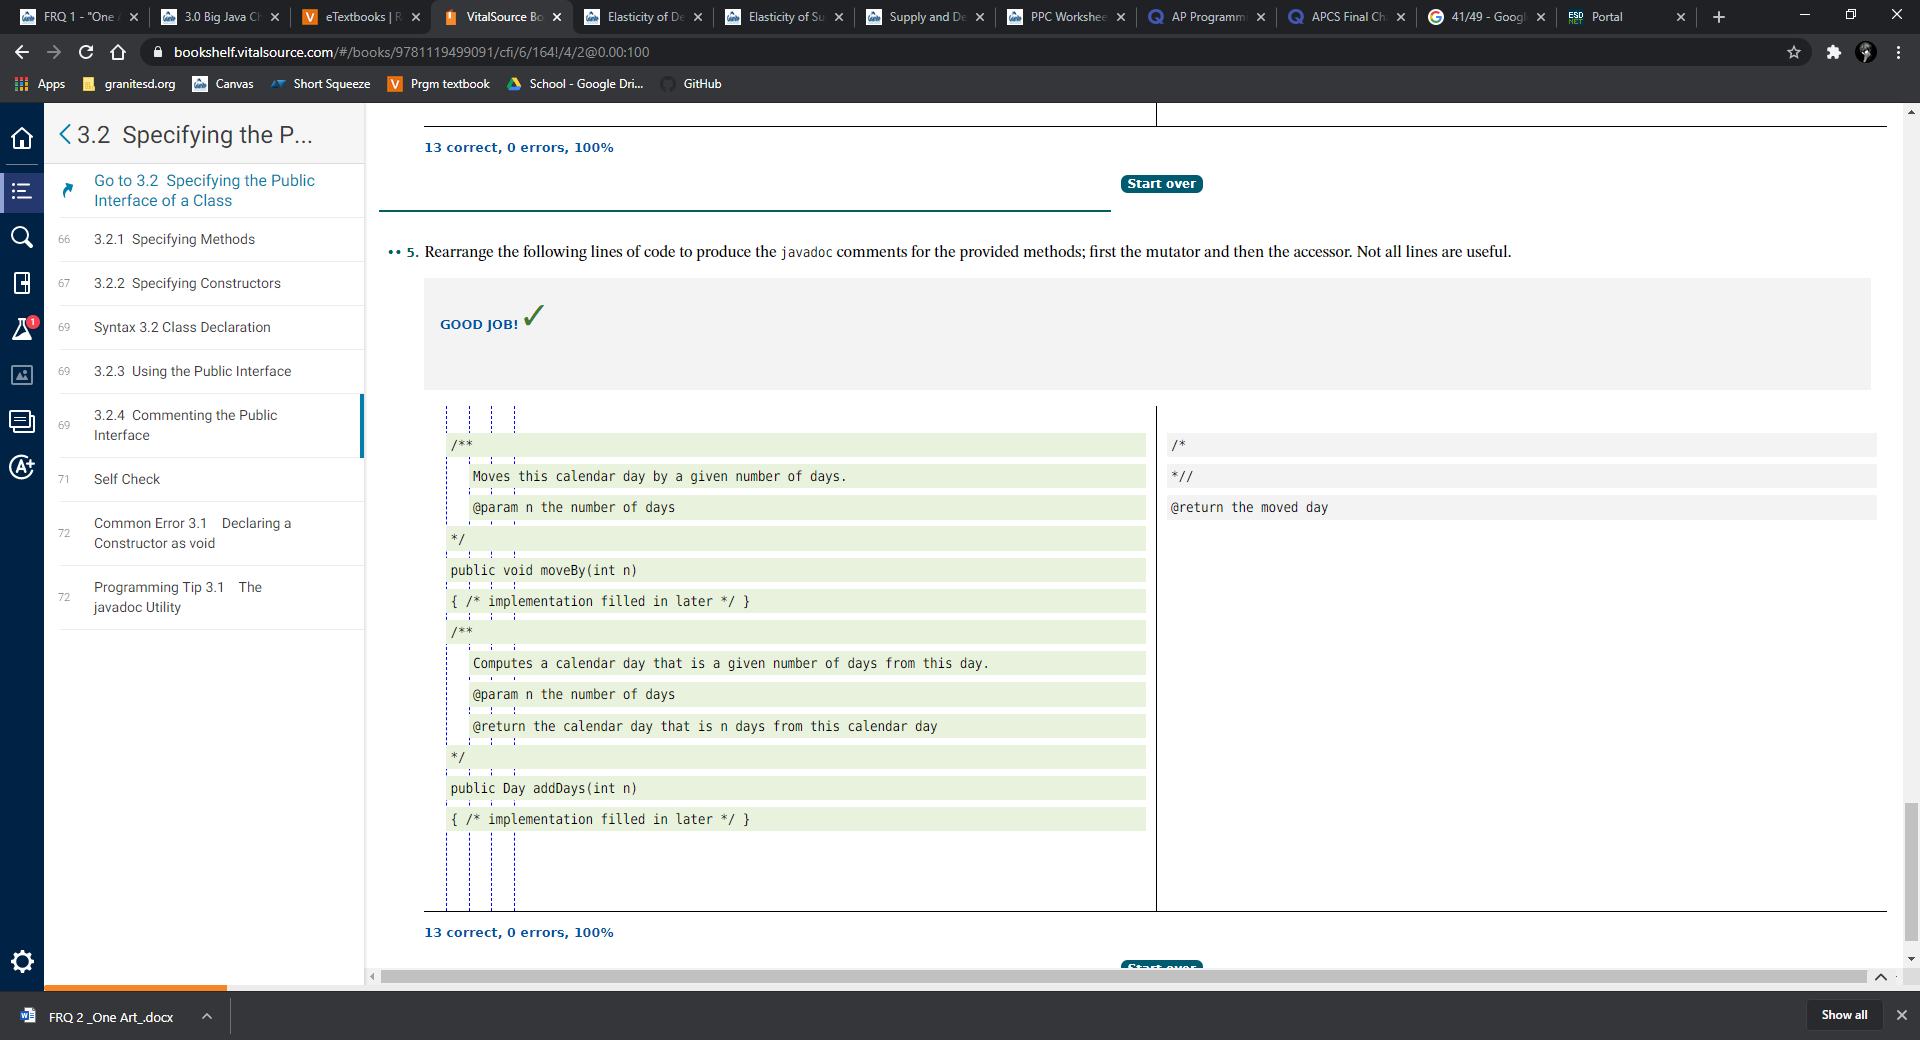 FRQ 1 - "One
3.0 Big Java Ch
eTextbooks | R
VitalSource Bo
Elasticity of De
Elasticity of Su
Supply and De
PPC Workshee
AP Programmi
APCS Final Ch
41/49 - Googl
ESD NET Portal
bookshelf.vitalsource.com/#/books/9781119499091/cfi/6/164!/4/2@0.00:100
Apps
granitesd.org
Canvas
Short Squeeze
Prgm textbook
School - Google Dri...
GitHub
3.2 Specifying the P...
Go to 3.2 Specifying the Public
Interface of a Class
66 3.2.1 Specifying Methods
67 3.2.2 Specifying Constructors
69 Syntax 3.2 Class Declaration
69 3.2.3 Using the Public Interface
69 3.2.4 Commenting the Public
Interface
71 Self Check
72 Common Error 3.1 Declaring a
Constructor as void
72 Programming Tip 3.1 The
javadoc Utility
1
A+
13 correct, 0 errors, 100%
Start over
•• 5. Rearrange the following lines of code to produce the javadoc comments for the provided methods; first the mutator and then the accessor. Not all lines are useful.
GOOD JOB!
/**
Moves this calendar day by a given number of days.
@param n the number of days
*/
public void moveBy(int n)
{ /* implementation filled in later */ }
/**
Computes a calendar day that is a given number of days from this day.
@param n the number of days
@return the calendar day that is n days from this calendar day
*/
public Day addDays(int n)
{ /* implementation filled in later */ }
/*
*//
@return the moved day
13 correct, 0 errors, 100%
Start over
FRQ 2 _One Art_.docx
Show all